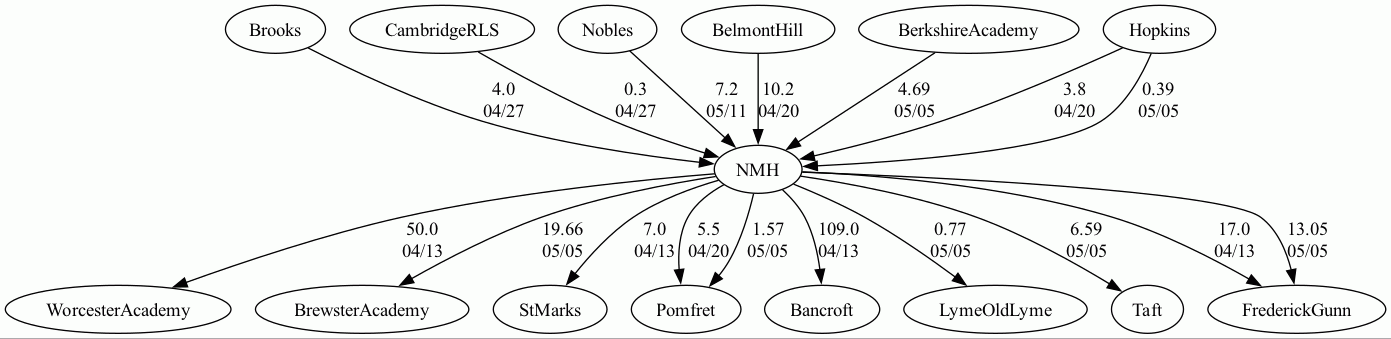 Brooks
CambridgeRLS
Nobles
BelmontHill
BerkshireAcademy
Hopkins
4.0
04/27
0.3
04/27
7.2
05/11
10.2
04/20
4.69
05/05
3.8
04/20
0.39
05/05
NMH
50.0
04/13
19.66
05/05
7.0
04/13
5.5
04/20
1.57
05/05
109.0
04/13
0.77
05/05
6.59
05/05
17.0
04/13
13.05
05/05
WorcesterAcademy
BrewsterAcademy
StMarks
Pomfret
Bancroft
LymeOldLyme
Taft
FrederickGunn